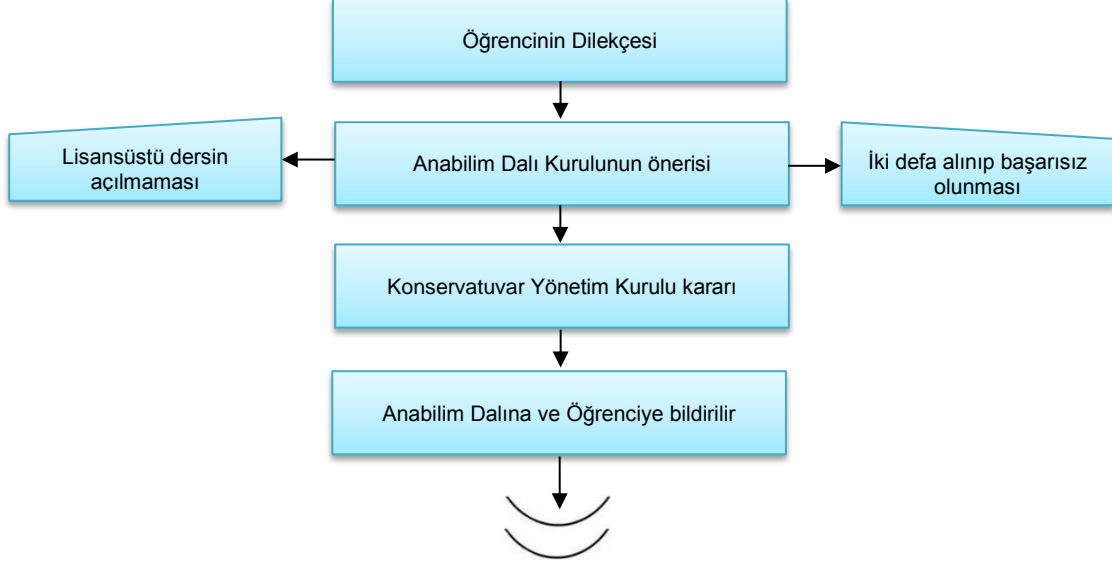 Öğrencinin Dilekçesi
Lisansüstü dersin
açılmaması
Anabilim Dalı Kurulunun önerisi
İki defa alınıp başarısız
olunması
Konservatuvar Yönetim Kurulu kararı
Anabilim Dalına ve Öğrenciye bildirilir